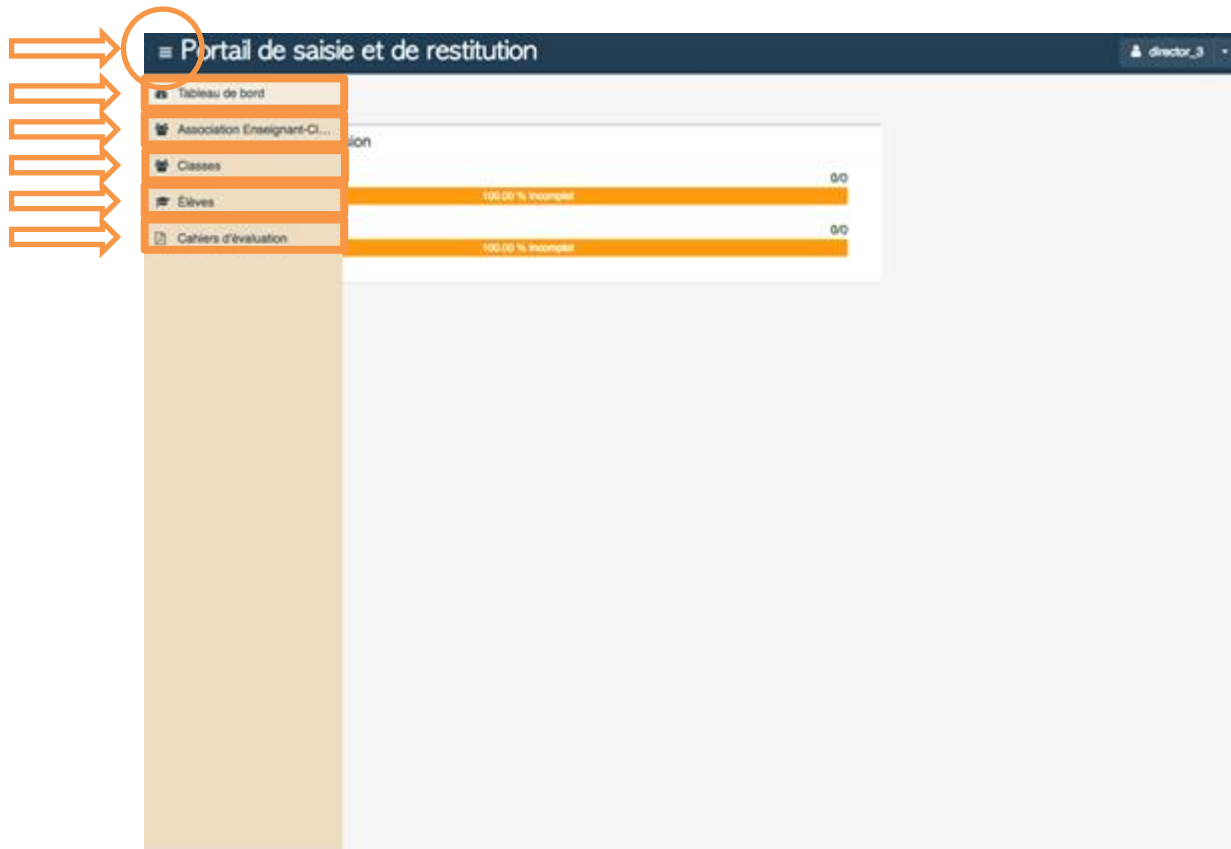 Portail de saisie et de restitution
director_3
Tableau de bord
Association Enseignant-Cl...
sion
Classes
0/0
100.00 % Incomplet
Élèves
0/0
Cahiers d'évaluation
100.00 % Incomplet